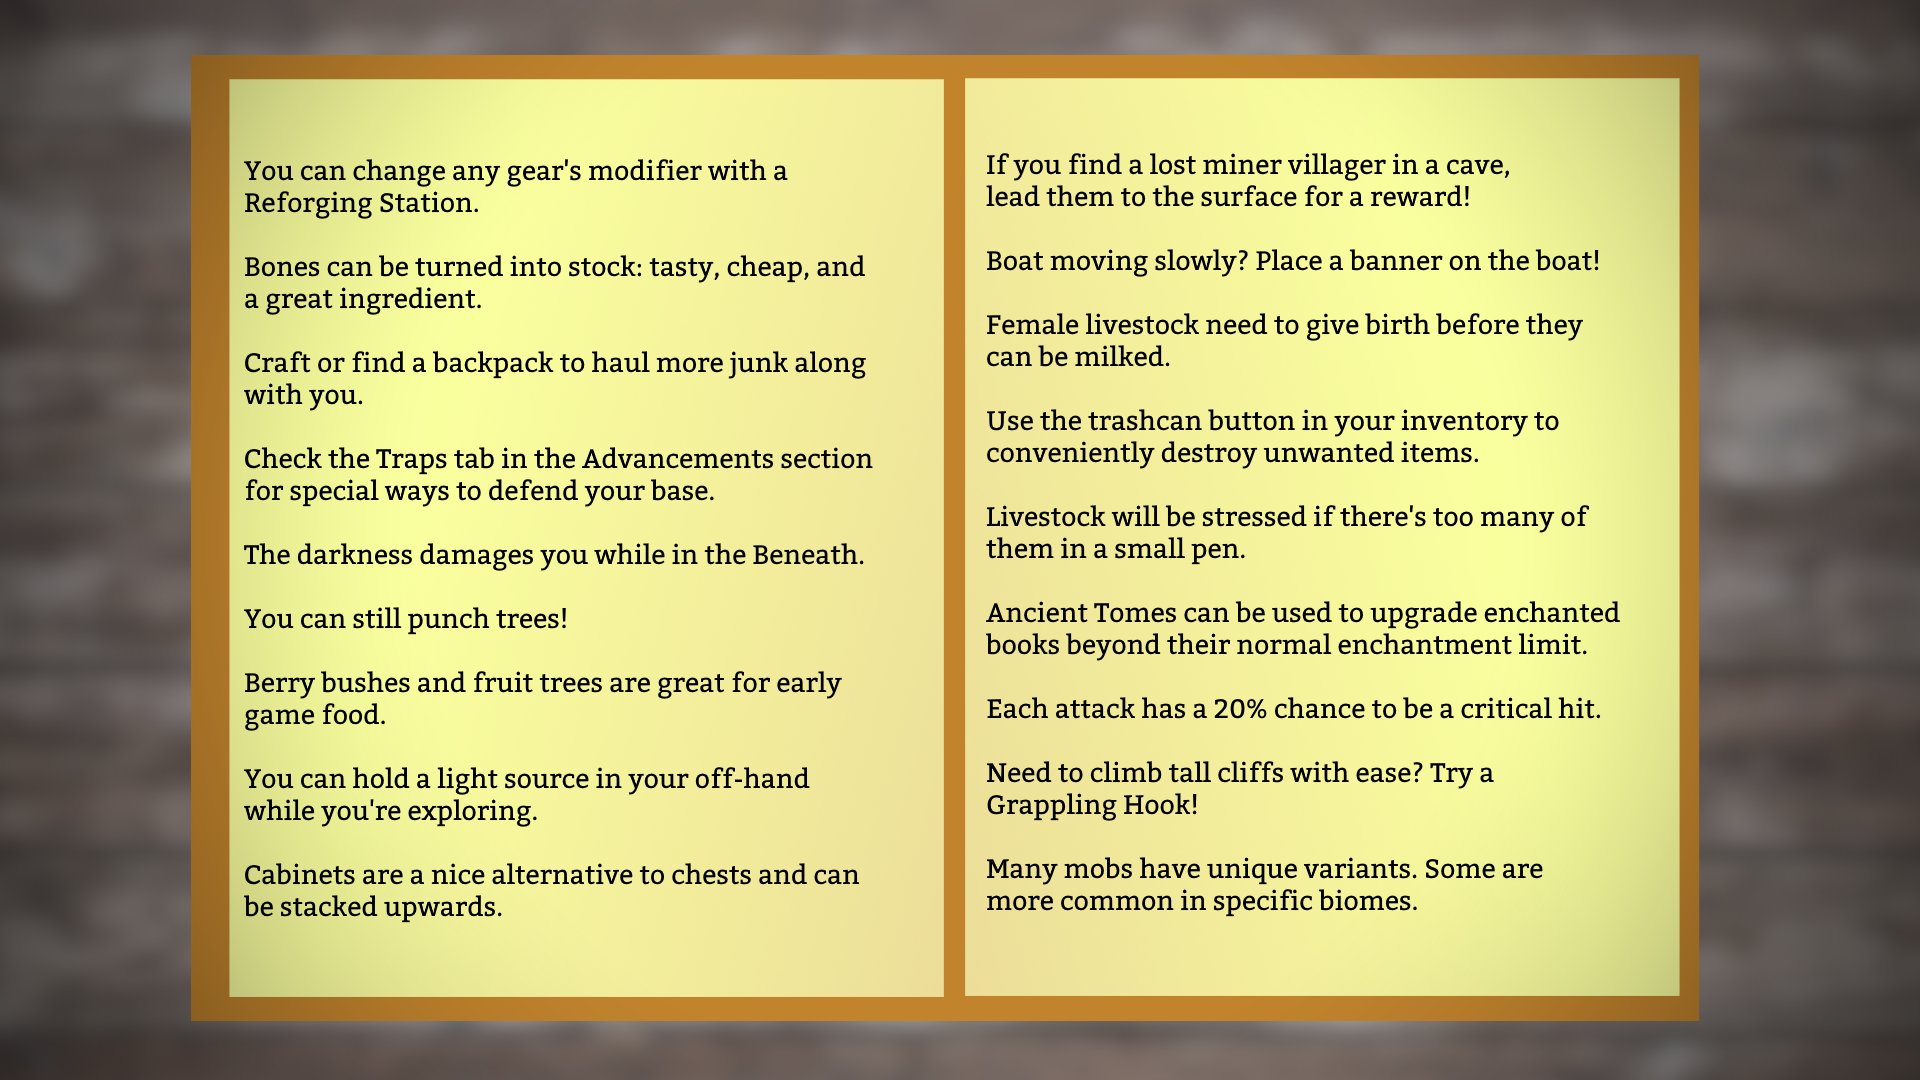 You can change any gear's modifier with a
Reforging Station.
Bones can be turned into stock: tasty, cheap, and
a great ingredient.
Craft or find a backpack to haul more junk along
with you.
Check the Traps tab in the Advancements section
for special ways to defend your base.
The darkness damages you while in the Beneath.
You can still punch trees!
Berry bushes and fruit trees are great for early
game food.
You can hold a light source in your off-hand
while you're exploring.
Cabinets are a nice alternative to chests and can
be stacked upwards.
If you find a lost miner villager in a cave,
lead them to the surface for a reward!
Boat moving slowly? Place a banner on the boat!
Female livestock need to give birth before they
can be milked.
Use the trashcan button in your inventory to
conveniently destroy unwanted items.
Livestock will be stressed if there's too many of
them in a small pen.
Ancient Tomes can be used to upgrade enchanted
books beyond their normal enchantment limit.
Each attack has a 20% chance to be a critical hit.
Need to climb tall cliffs with ease? Try a
Grappling Hook!
Many mobs have unique variants. Some are
more common in specific biomes.